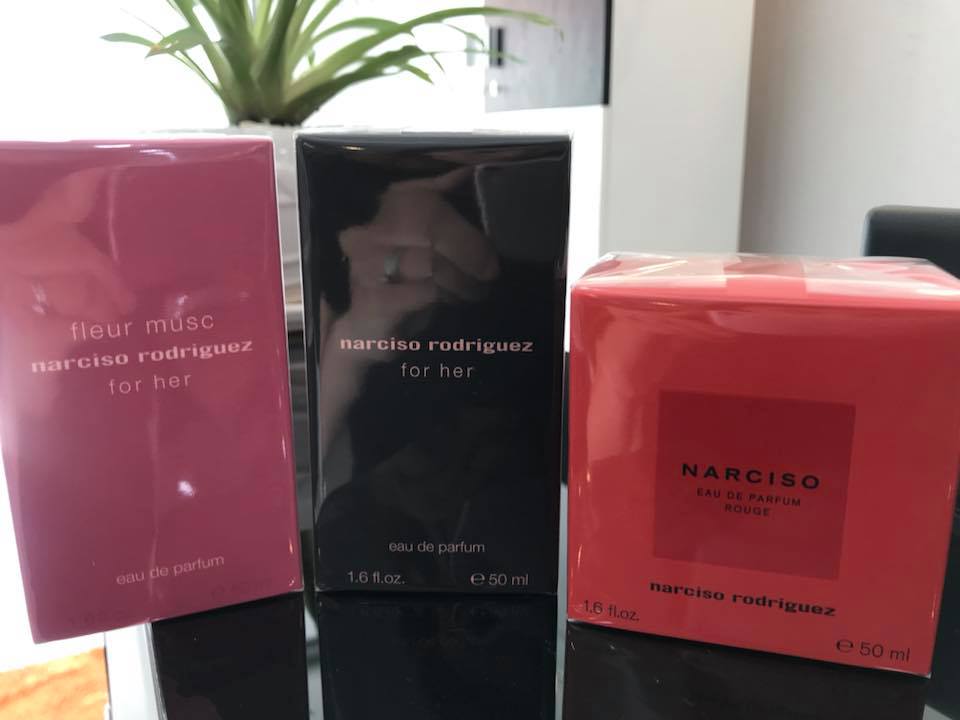 fleur musc
narciso rodriguez
for her
eau de parfum
narciso rodriguez
for her
eau de parfum
1.6 fl.oz. e 50 ml
NARCISO
EAU DE PARFUM
ROUGE
narciso rodriguez
1.6 fl.oz. e 50 ml